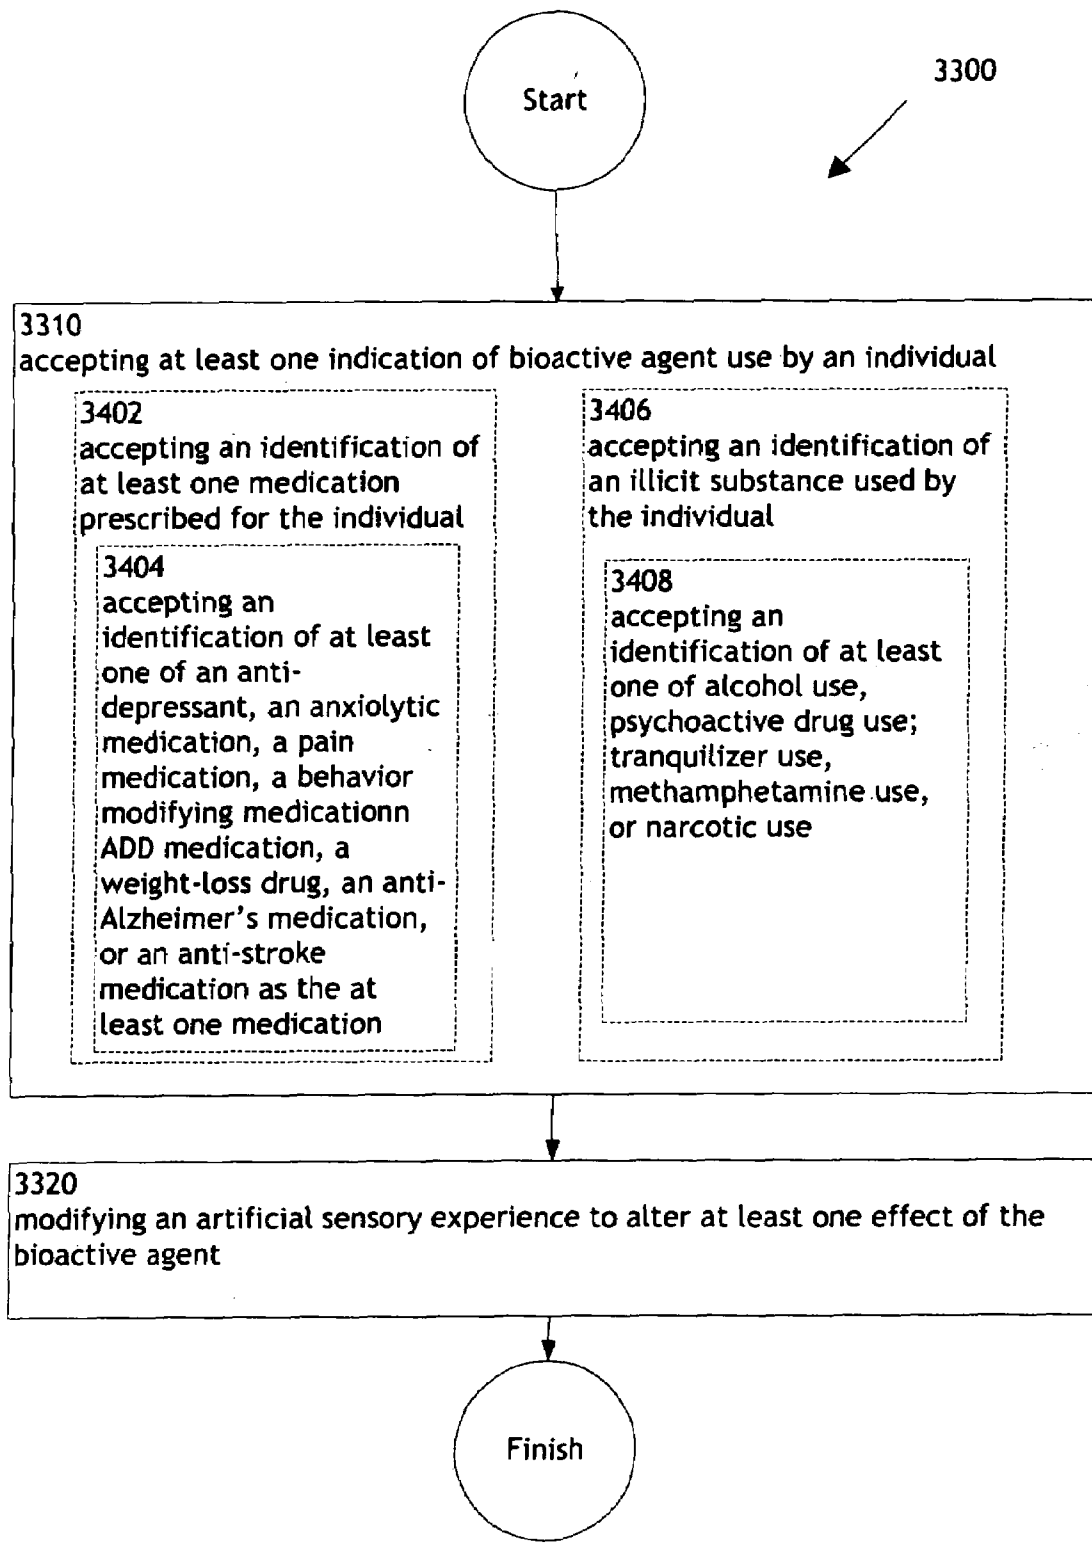 Start
3300
3310
accepting at least one indication of bioactive agent use by an individual
3402
accepting an identification of
at least one medication
prescribed for the individual
3404
accepting an
identification of at least
one of an anti-
depressant, an anxiolytic
medication, a pain
medication, a behavior
modifying medicationn
ADD medication, a
weight-loss drug, an anti-
Alzheimer's medication,
or an anti-stroke
medication as the at
least one medication
3406
accepting an identification of
an illicit substance used by
the individual
3408
accepting an
identification of at least
one of alcohol use,
psychoactive drug use;
tranquilizer use,
methamphetamine use,
or narcotic use
3320
modifying an artificial sensory experience to alter at least one effect of the
bioactive agent
Finish